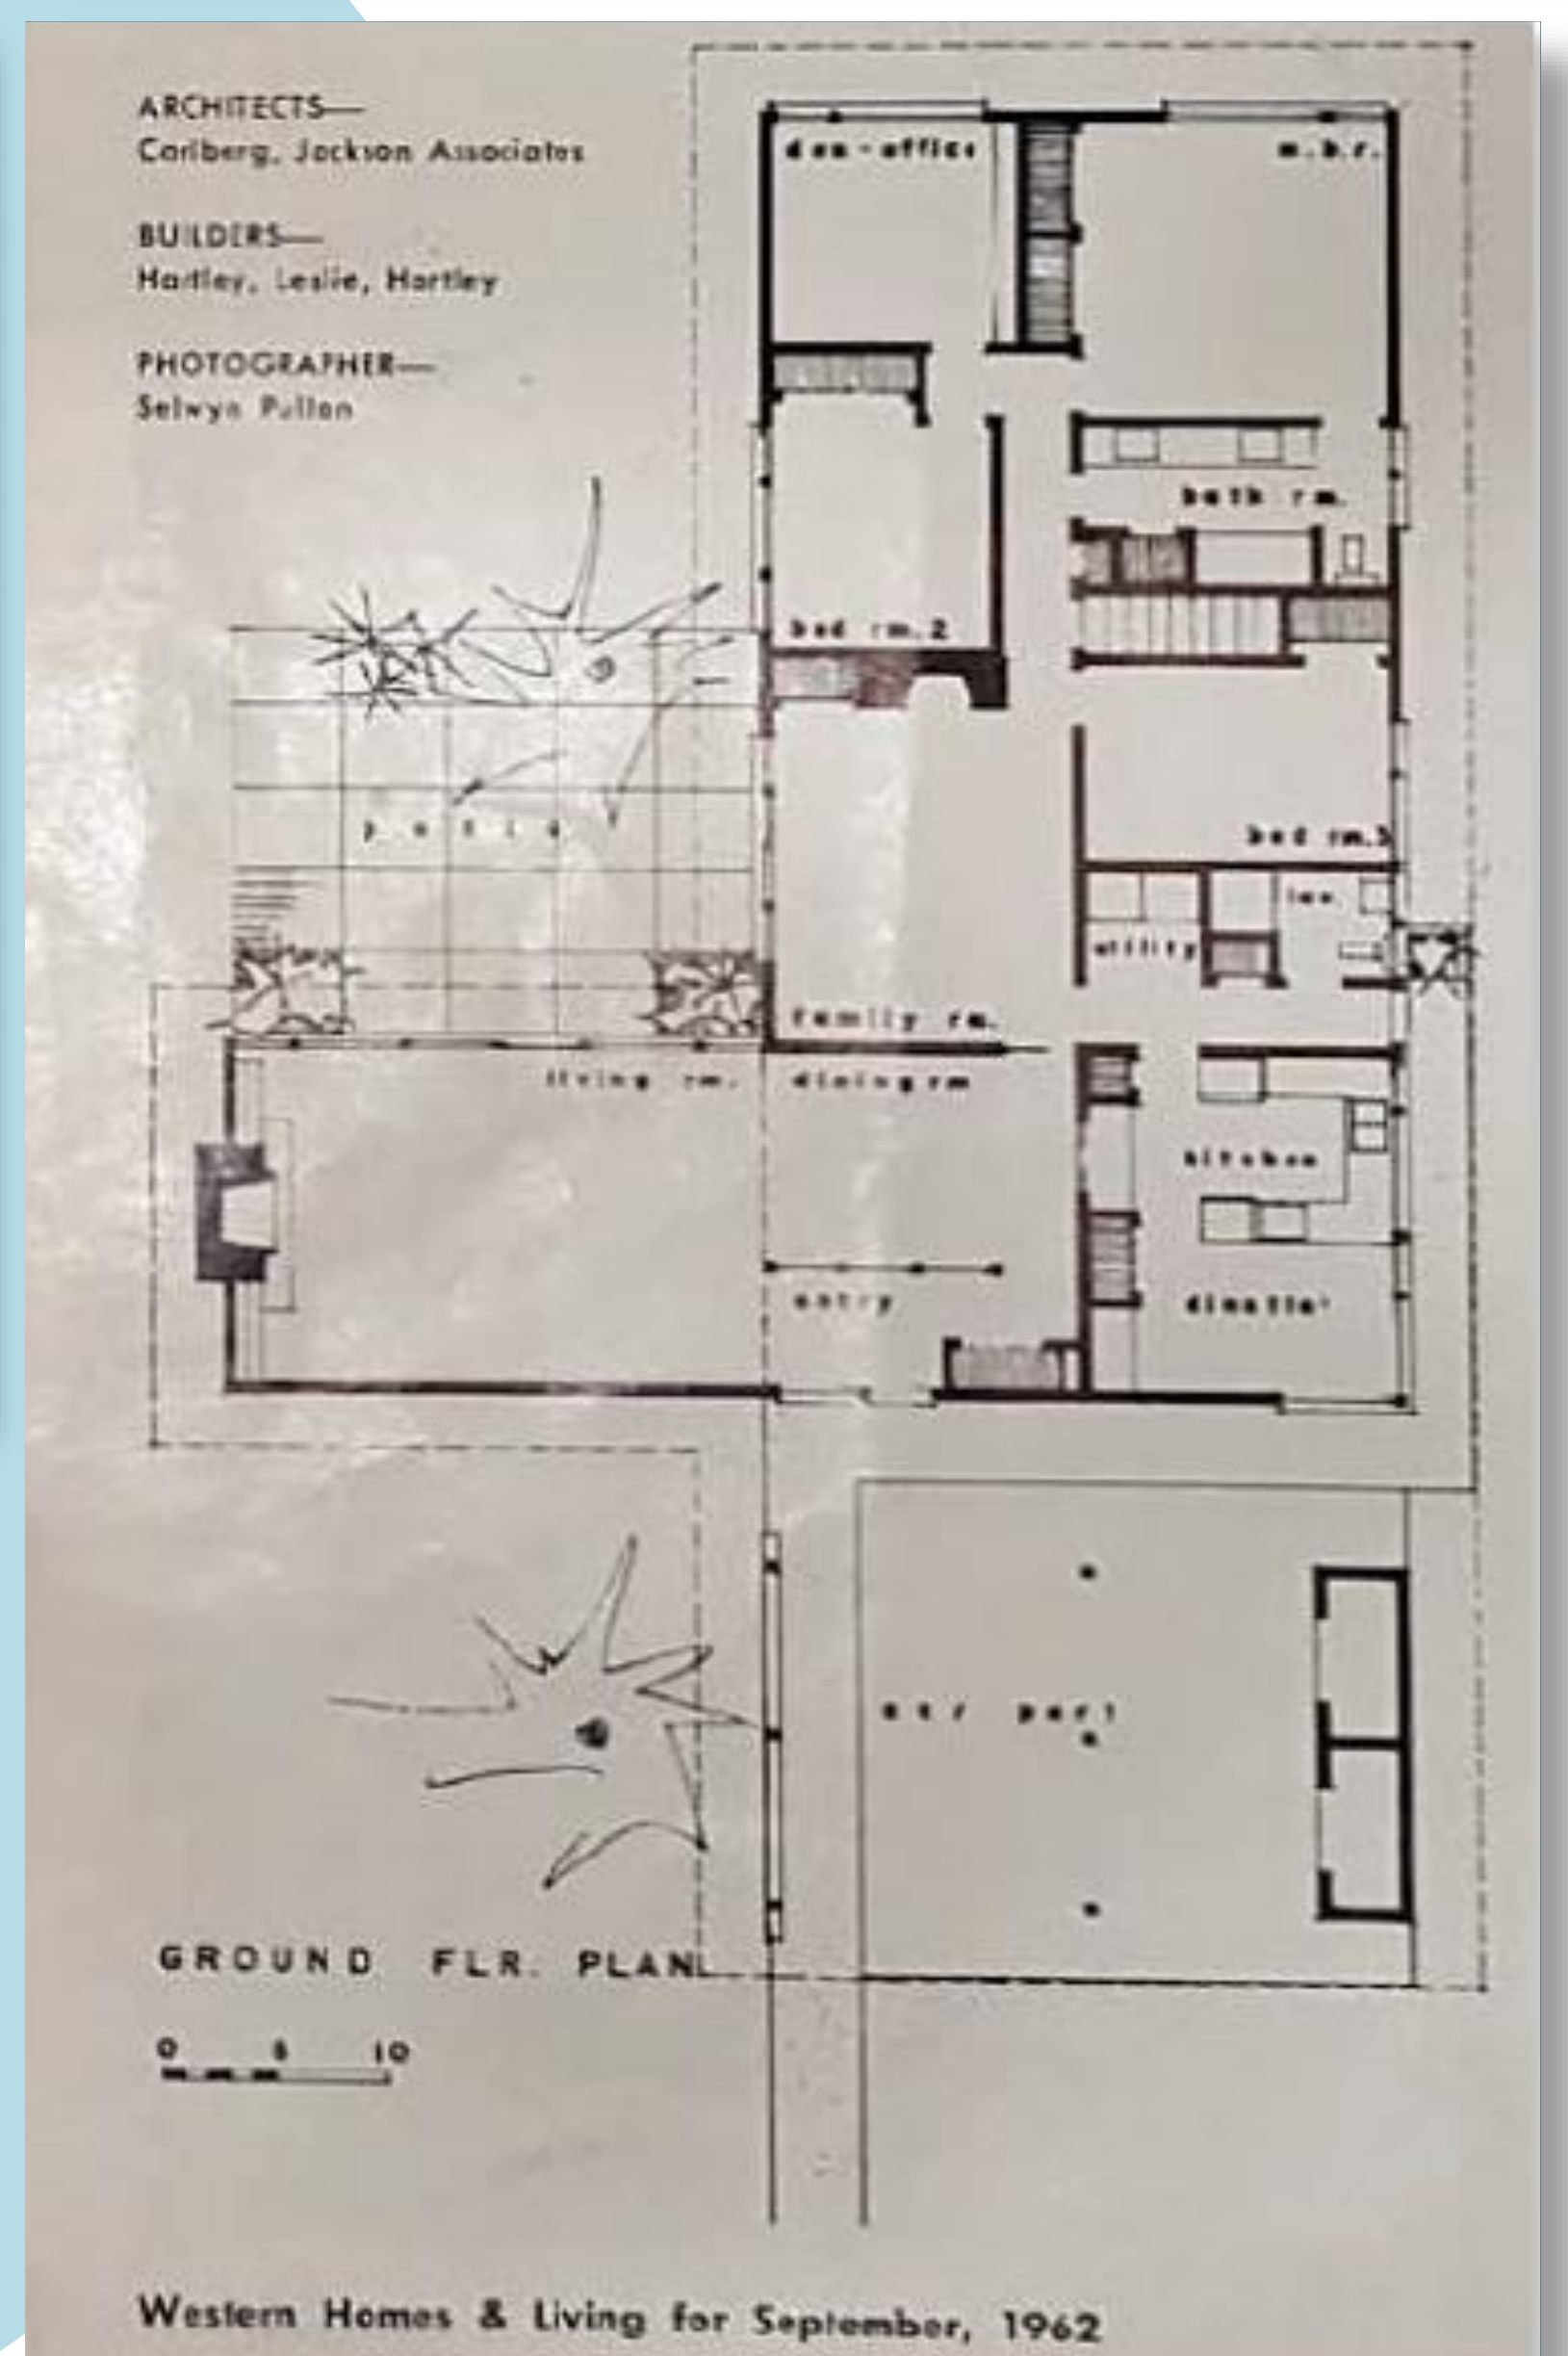 ARCHITECTS—
Carlberg, Jackson Associates
BUILDERS—
Hartley, Leslie, Hartley
PHOTOGRAPHER—
Selwyn Pullan
den-office
m.b.r.
bath rm.
bed rm.2
patio
bed rm.3
lav.
utility
family rm.
living rm.
dining rm
kitchen
entry
dinette
car port
GROUND FLR. PLAN
0 5 10
Western Homes & Living for September, 1962